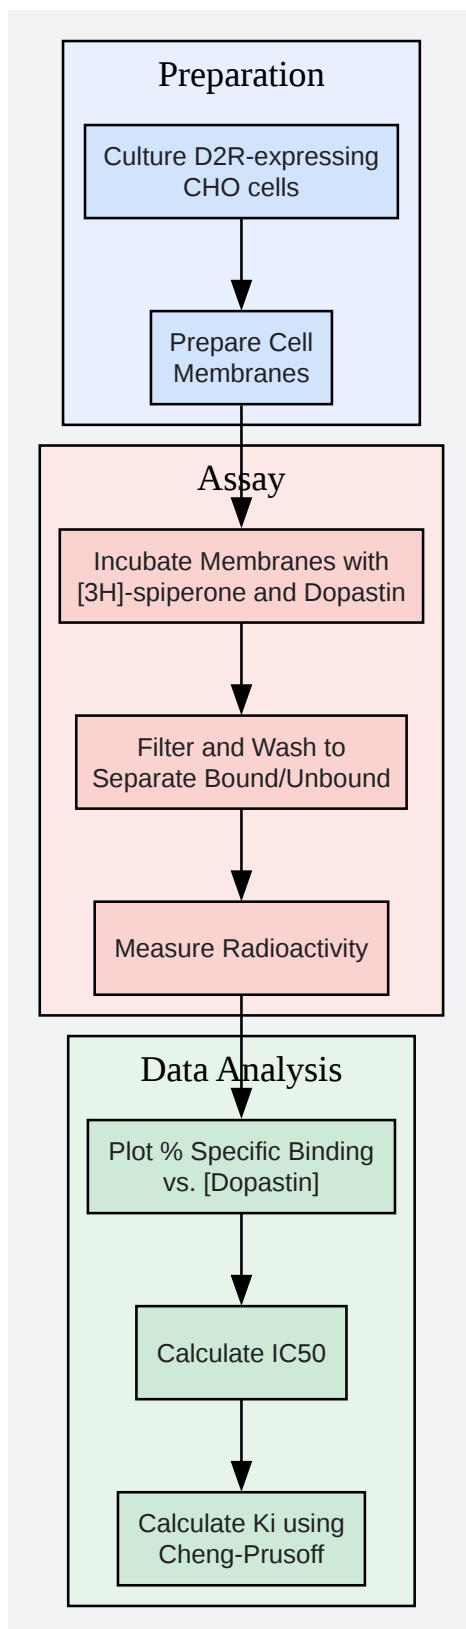 Preparation
Culture D2R-expressing
CHO cells
Prepare Cell
Membranes
Assay
Incubate Membranes with
[3H]-spiperone and Dopastin
Filter and Wash to
Separate Bound/Unbound
Measure Radioactivity
Data Analysis
Plot % Specific Binding
vs. [Dopastin]
Calculate IC50
Calculate Ki using
Cheng-Prusoff